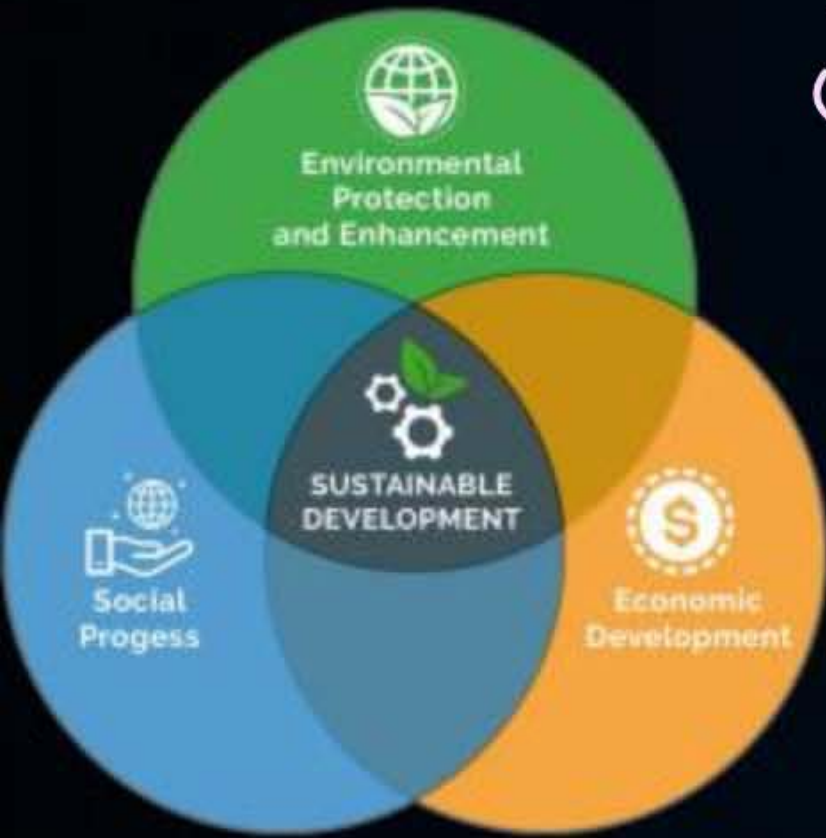 Environmental
Protection
and Enhancement
SUSTAINABLE
DEVELOPMENT
$
Social
Progess
Economic
Development